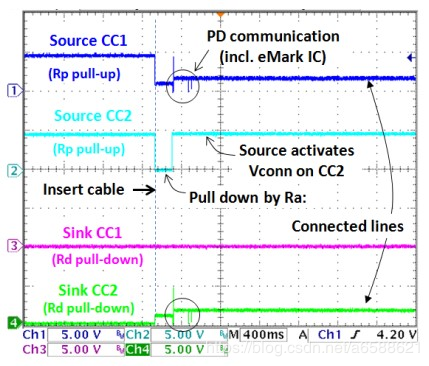 Source CC1
PD communication
(incl. eMark IC)
(Rp pull-up)
1
Source CC2
(Rp pull-up)
Source activates
Vconn on CC2
2
Insert cable
Pull down by Ra:
Sink CC1
Connected lines
3
(Rd pull-down)
Sink CC2
(Rd pull-down)
4
Ch1 5.00 V Ch2 5.00 V M 400ms Ch1 4.20 V
Ch3 5.00 V Ch4 5.00 V